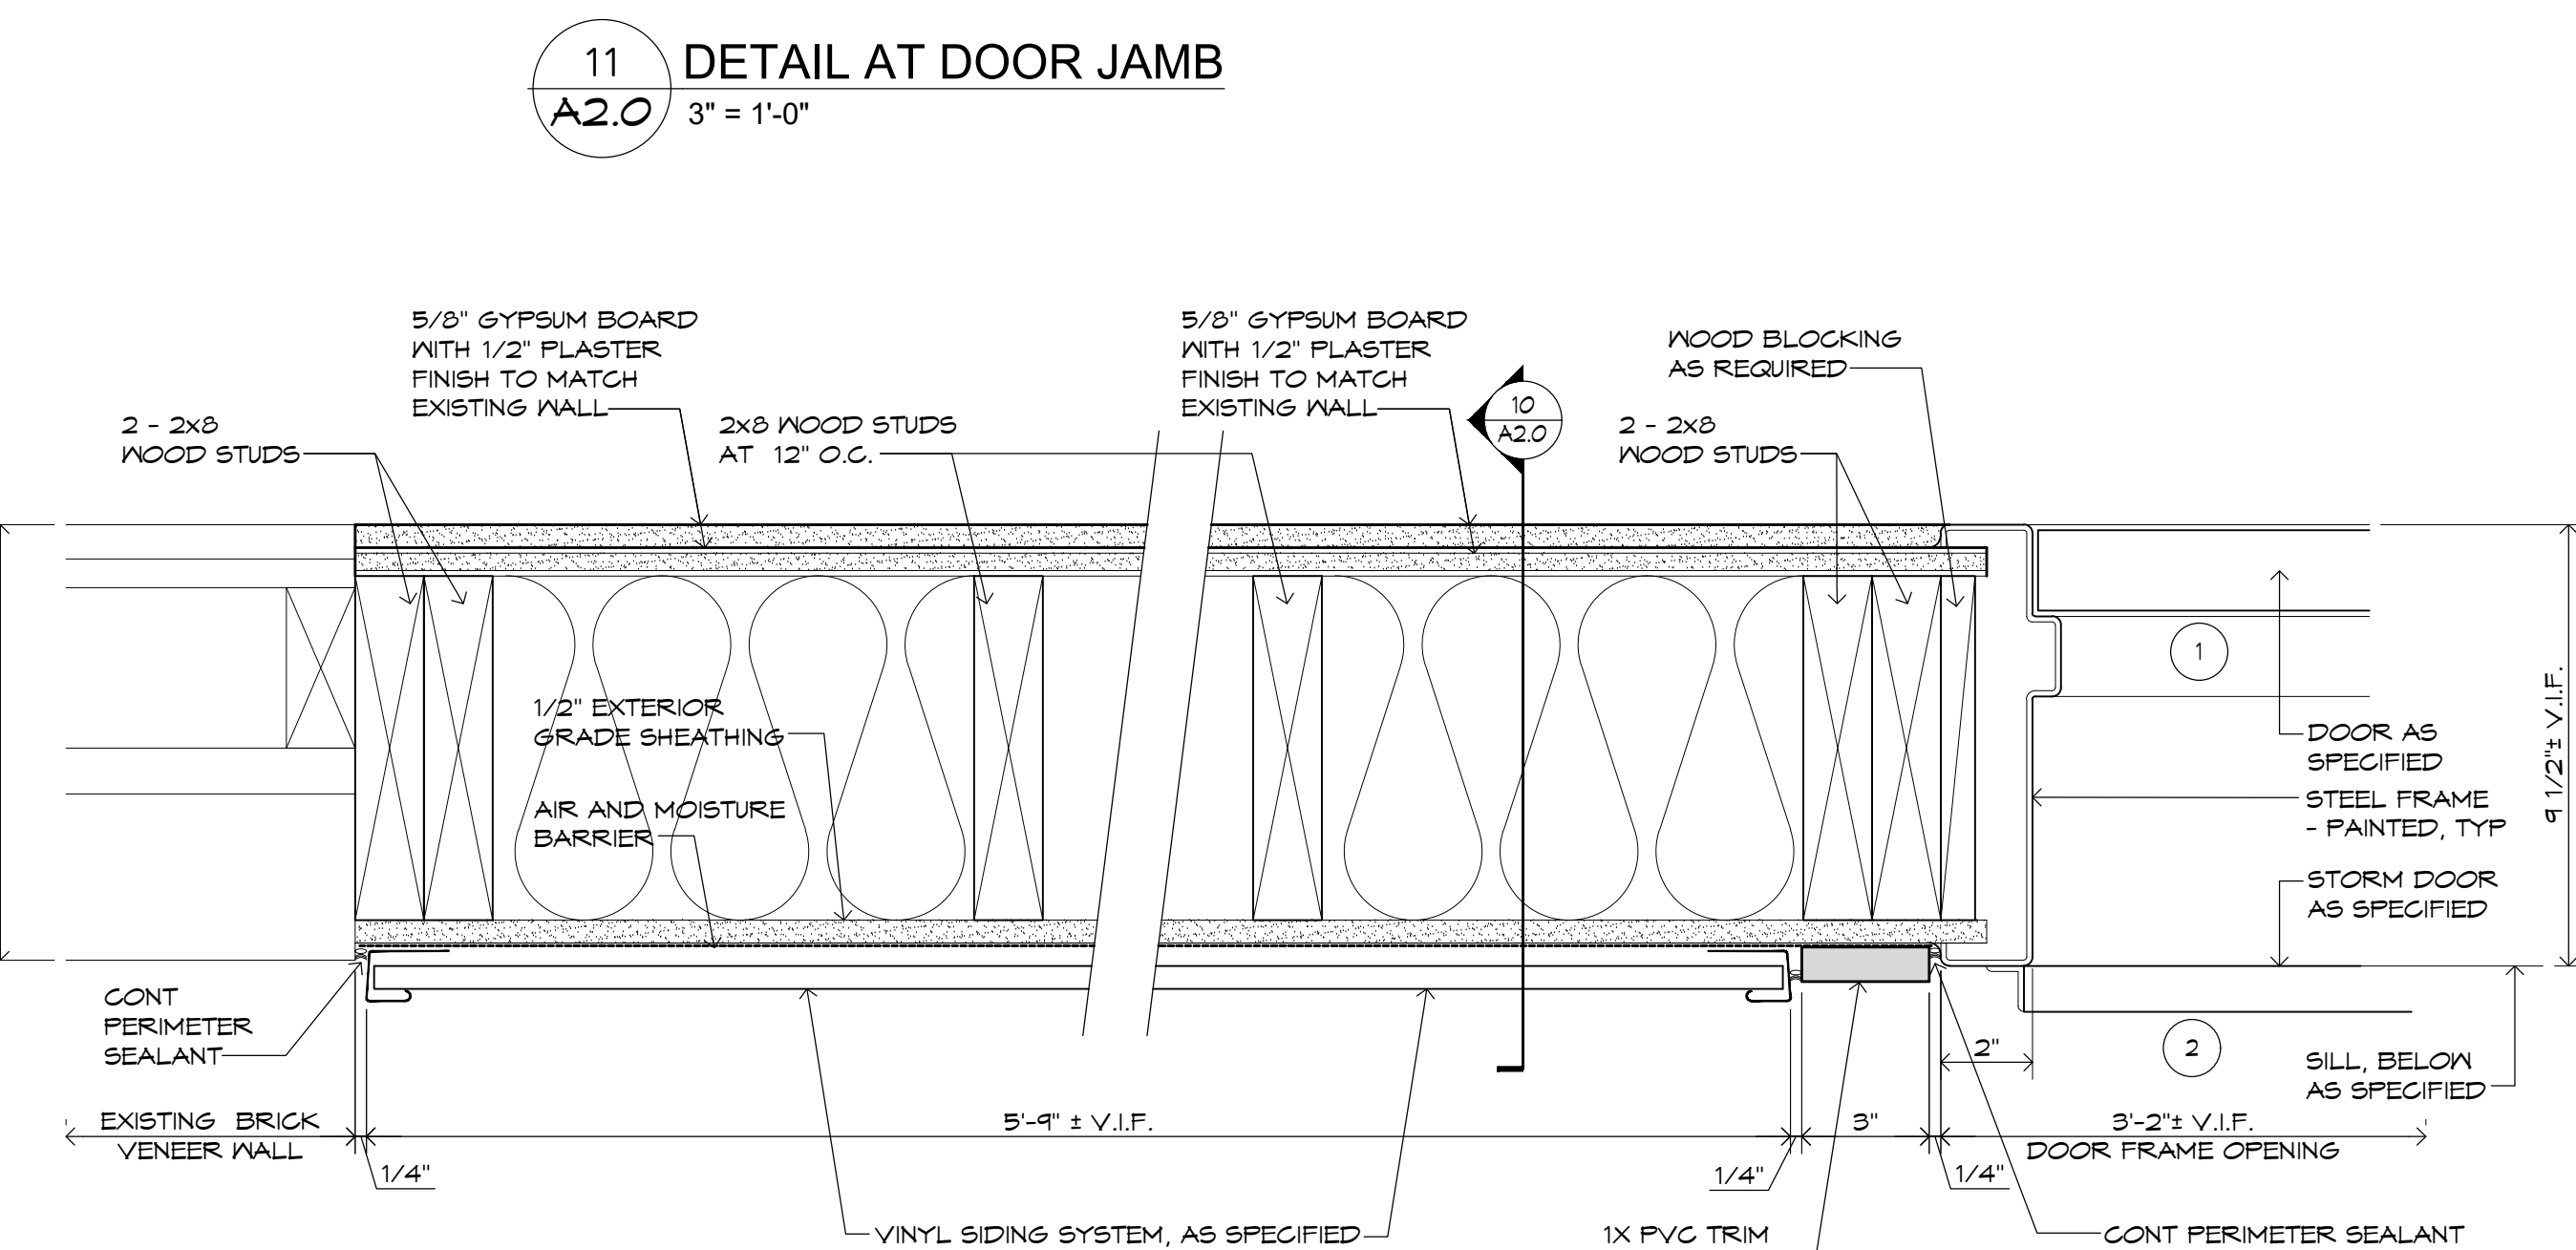 11
A2.0
DETAIL AT DOOR JAMB
3" = 1'-0"
5/8" GYPSUM BOARD
WITH 1/2" PLASTER
FINISH TO MATCH
EXISTING WALL
5/8" GYPSUM BOARD
WITH 1/2" PLASTER
FINISH TO MATCH
EXISTING WALL
WOOD BLOCKING
AS REQUIRED
2 - 2x8
WOOD STUDS
2x8 WOOD STUDS
AT 12" O.C.
10
A2.0
2 - 2x8
WOOD STUDS
1
1/2" EXTERIOR
GRADE SHEATHING
AIR AND MOISTURE
BARRIER
DOOR AS
SPECIFIED
STEEL FRAME
- PAINTED, TYP
9 1/2"± V.I.F.
STORM DOOR
AS SPECIFIED
CONT
PERIMETER
SEALANT
2"
2
SILL, BELOW
AS SPECIFIED
EXISTING BRICK
VENEER WALL
5'-9" ± V.I.F.
3"
3'-2"± V.I.F.
DOOR FRAME OPENING
1/4"
1/4"
1/4"
VINYL SIDING SYSTEM, AS SPECIFIED
1X PVC TRIM
CONT PERIMETER SEALANT